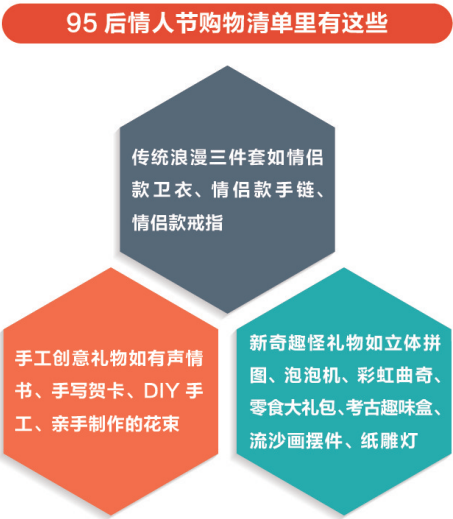 95 后情人节购物清单里有这些
传统浪漫三件套如情侣
款卫衣、情侣款手链、
情侣款戒指
手工创意礼物如有声情
书、手写贺卡、DIY 手
工、亲手制作的花束
新奇趣怪礼物如立体拼
图、泡泡机、彩虹曲奇、
零食大礼包、考古趣味盒、
流沙画摆件、纸雕灯